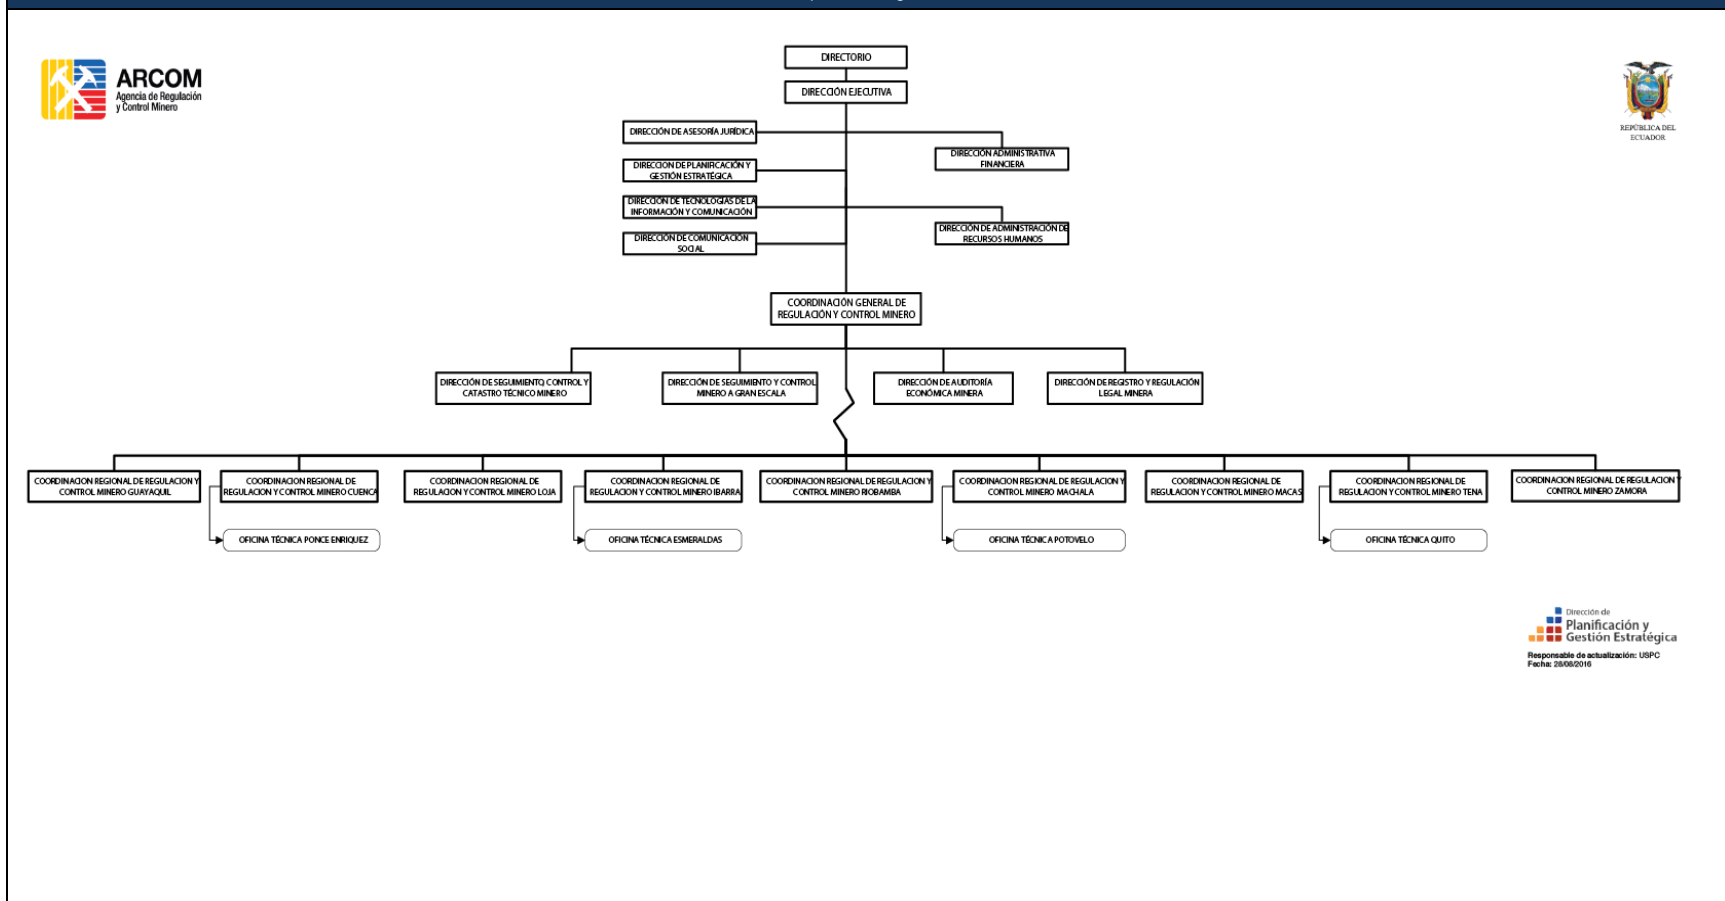 ARCOM
Agencia de Regulación
y Control Minero
REPÚBLICA DEL
ECUADOR
DIRECTORIO
DIRECCIÓN EJECUTIVA
DIRECCIÓN DE ASESORÍA JURÍDICA
DIRECCIÓN ADMINISTRATIVA
FINANCIERA
DIRECCION DE PLANIFICACIÓN Y
GESTIÓN ESTRATÉGICA
DIRECCIÓN DE TECNOLOGÍAS DE LA
INFORMACIÓN Y COMUNICACIÓN
DIRECCIÓN DE ADMINISTRACIÓN DE
RECURSOS HUMANOS
DIRECCIÓN DE COMUNICACIÓN
SOCIAL
COORDINACIÓN GENERAL DE
REGULACIÓN Y CONTROL MINERO
DIRECCIÓN DE SEGUIMIENTO, CONTROL Y
CATASTRO TÉCNICO MINERO
DIRECCIÓN DE SEGUIMIENTO Y CONTROL
MINERO A GRAN ESCALA
DIRECCIÓN DE AUDITORÍA
ECONÓMICA MINERA
DIRECCIÓN DE REGISTRO Y REGULACIÓN
LEGAL MINERA
COORDINACION REGIONAL DE REGULACION Y
CONTROL MINERO GUAYAQUIL
COORDINACION REGIONAL DE
REGULACION Y CONTROL MINERO CUENCA
COORDINACION REGIONAL DE
REGULACION Y CONTROL MINERO LOJA
COORDINACION REGIONAL DE
REGULACION Y CONTROL MINERO IBARRA
COORDINACION REGIONAL DE REGULACION Y
CONTROL MINERO RIOBAMBA
COORDINACION REGIONAL DE REGULACION Y
CONTROL MINERO MACHALA
COORDINACION REGIONAL DE
REGULACION Y CONTROL MINERO MACAS
COORDINACION REGIONAL DE
REGULACION Y CONTROL MINERO TENA
COORDINACION REGIONAL DE REGULACION Y
CONTROL MINERO ZAMORA
OFICINA TÉCNICA PONCE ENRIQUEZ
OFICINA TÉCNICA ESMERALDAS
OFICINA TÉCNICA POTOVELO
OFICINA TÉCNICA QUITO
Dirección de
Planificación y
Gestión Estratégica
Responsable de actualización: USPC
Fecha: 28/08/2016